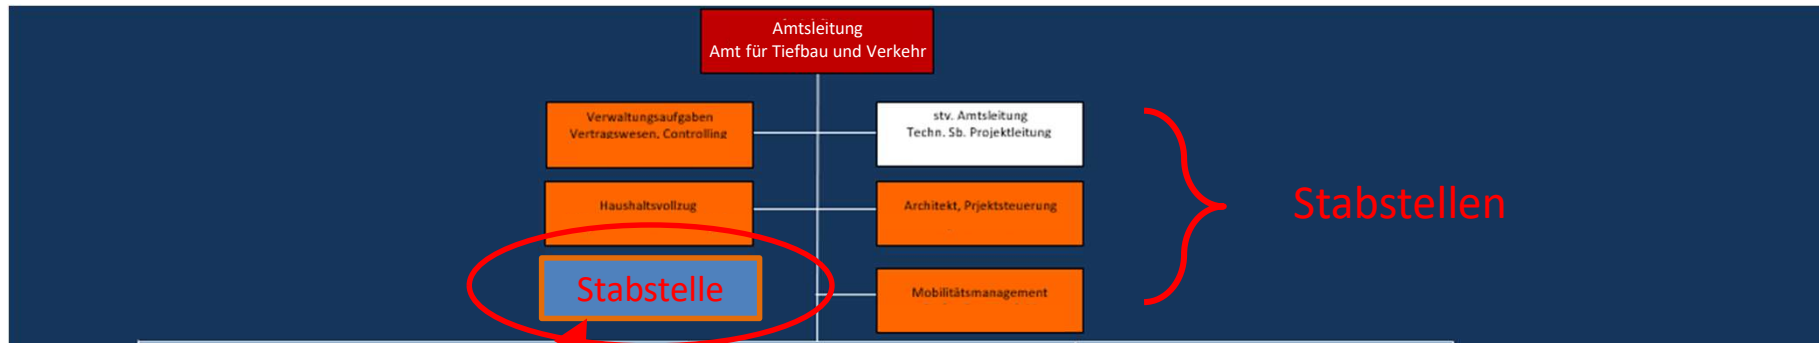 Amtsleitung
Amt für Tiefbau und Verkehr
Verwaltungsaufgaben
Vertragswesen, Controlling
stv. Amtsleitung
Techn. Sb. Projektleitung
Haushaltsvollzug
Architekt, Prjektsteuerung
Stabstellen
Stabstelle
Mobilitätsmanagement